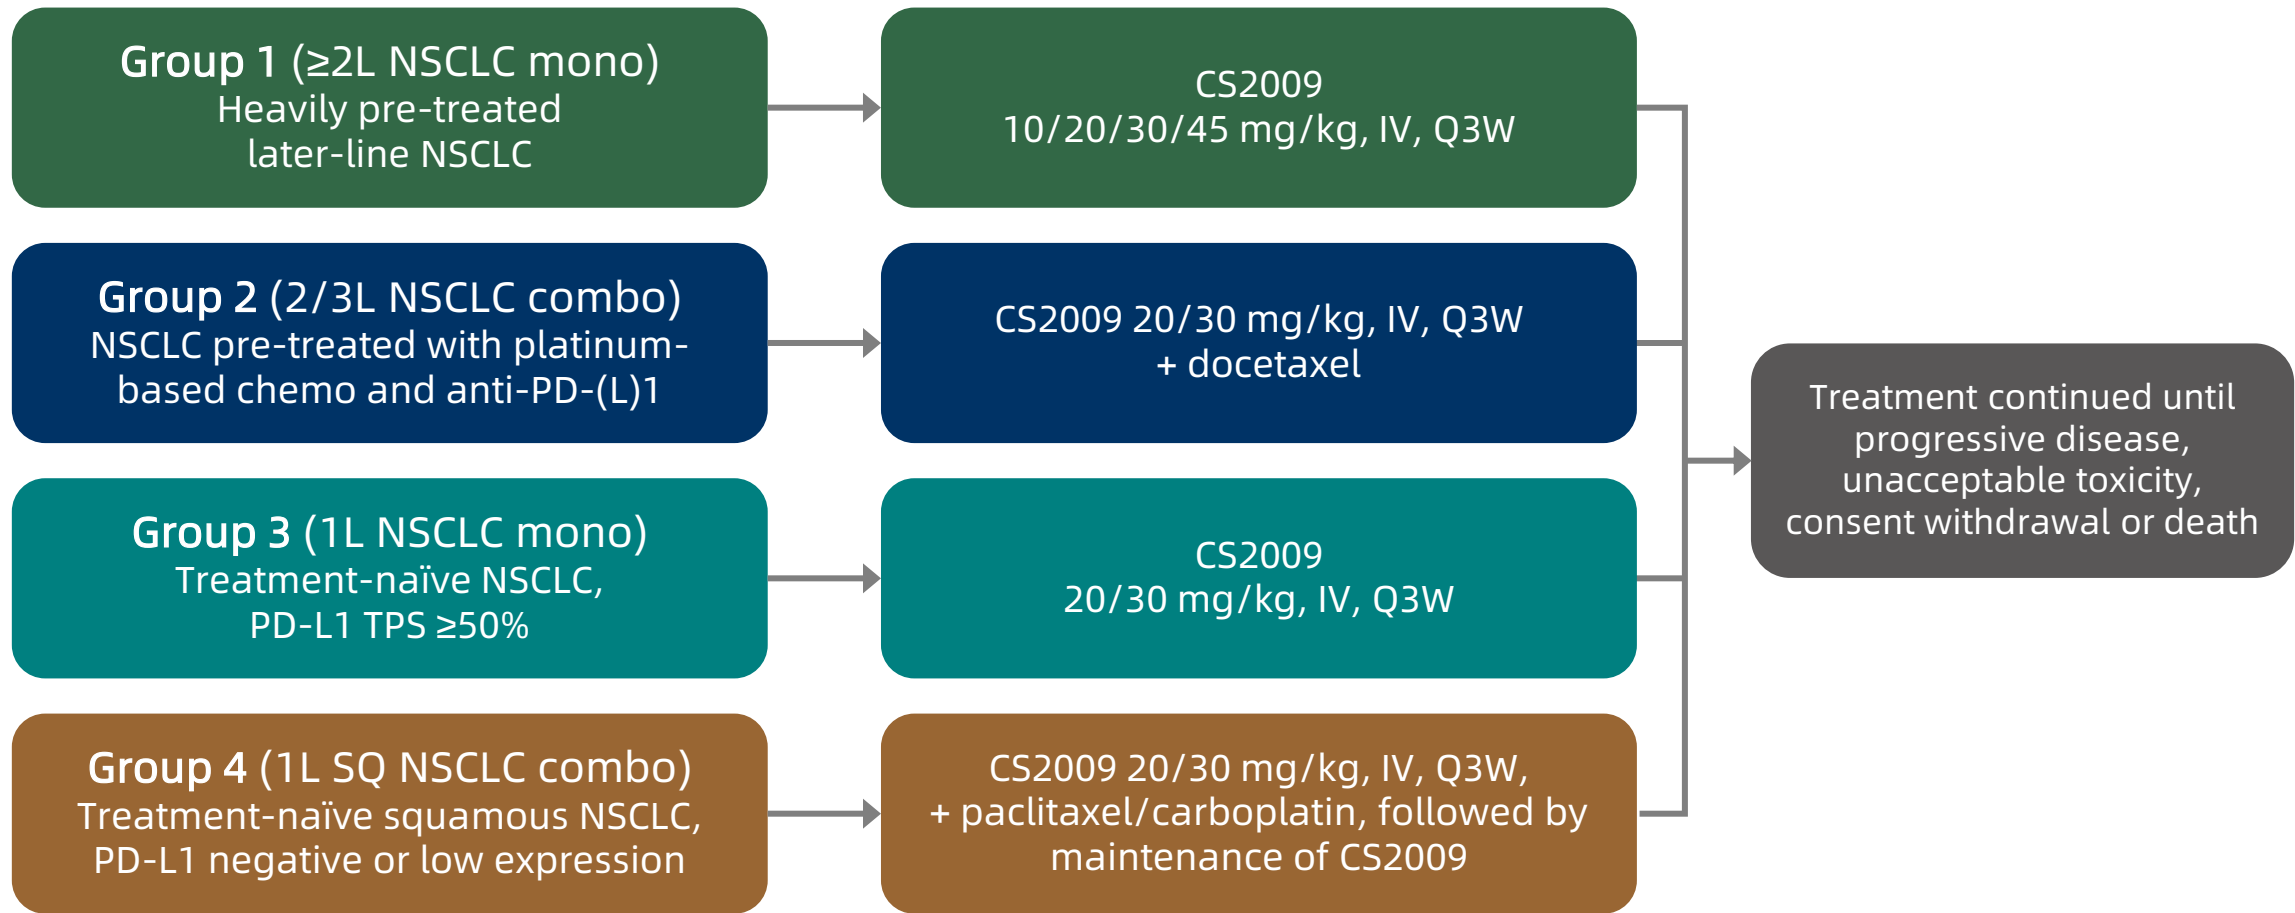 Group 1 (≥2L NSCLC mono)
Heavily pre-treated
later-line NSCLC
CS2009
10/20/30/45 mg/kg, IV, Q3W
Group 2 (2/3L NSCLC combo)
NSCLC pre-treated with platinum-
based chemo and anti-PD-(L)1
CS2009 20/30 mg/kg, IV, Q3W
+ docetaxel
Group 3 (1L NSCLC mono)
Treatment-naïve NSCLC,
PD-L1 TPS ≥50%
CS2009
20/30 mg/kg, IV, Q3W
Group 4 (1L SQ NSCLC combo)
Treatment-naïve squamous NSCLC,
PD-L1 negative or low expression
CS2009 20/30 mg/kg, IV, Q3W,
+ paclitaxel/carboplatin, followed by
maintenance of CS2009
Treatment continued until
progressive disease,
unacceptable toxicity,
consent withdrawal or death